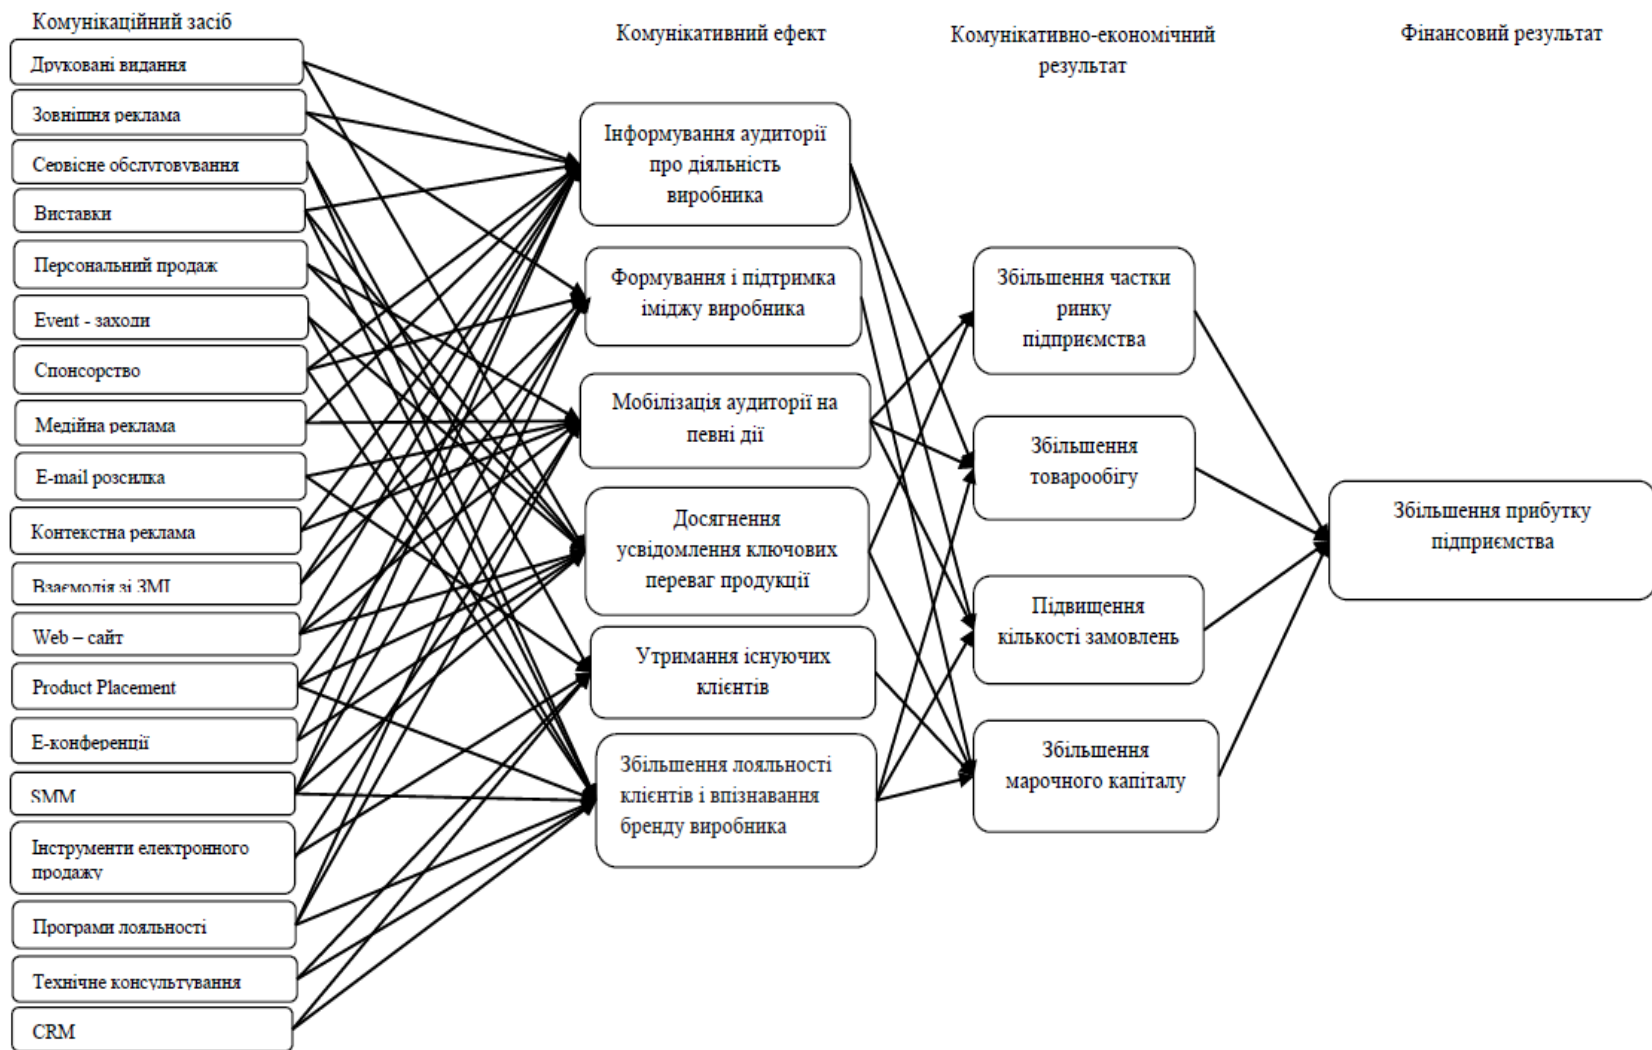 Комунікаційний засіб
Друковані видання
Зовнішня реклама
Сервісне обслуговування
Виставки
Персональний продаж
Event - заходи
Спонсорство
Медійна реклама
E-mail розсилка
Контекстна реклама
Взаємодія зі ЗМІ
Web – сайт
Product Placement
Е-конференції
SMM
Інструменти електронного
продажу
Програми лояльності
Технічне консультування
CRM
Комунікативний ефект
Інформування аудиторії
про діяльність
виробника
Формування і підтримка
іміджу виробника
Мобілізація аудиторії на
певні дії
Досягнення
усвідомлення ключових
переваг продукції
Утримання існуючих
клієнтів
Збільшення лояльності
клієнтів і впізнавання
бренду виробника
Комунікативно-економічний
результат
Збільшення частки
ринку
підприємства
Збільшення
товарообігу
Підвищення
кількості замовлень
Збільшення
марочного капіталу
Фінансовий результат
Збільшення прибутку
підприємства